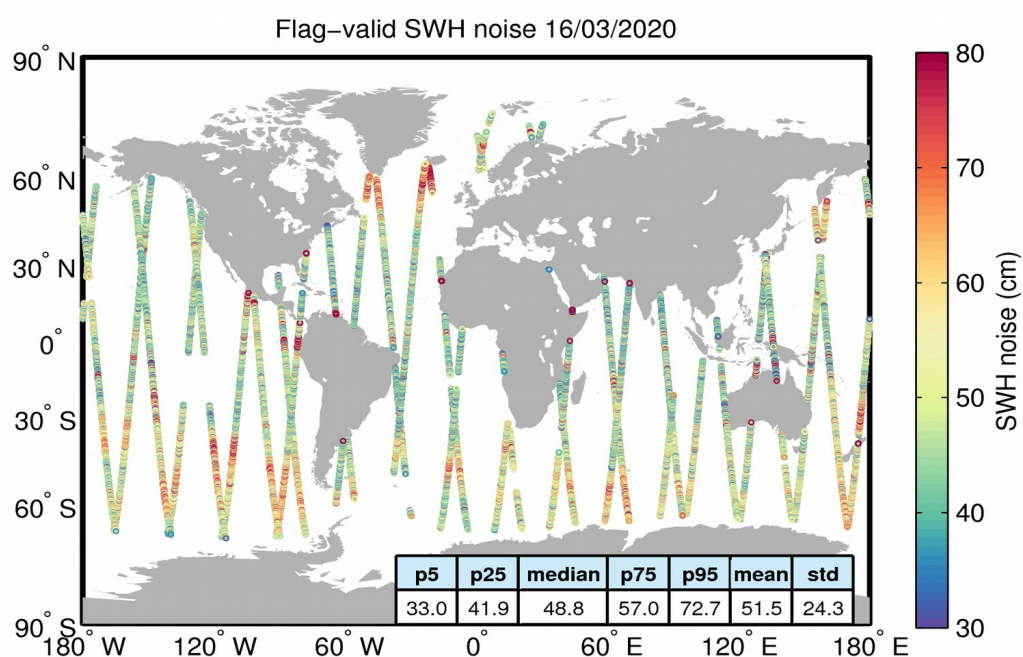 Flag−valid SWH noise 16/03/2020
90° N
60° N
30° N
0°
30° S
60° S
90° S
180° W
120° W
60° W
0°
60° E
120° E
180° E
80
70
60
50
40
30
SWH noise (cm)
p5 p25 median p75 p95 mean std
33.0 41.9 48.8 57.0 72.7 51.5 24.3